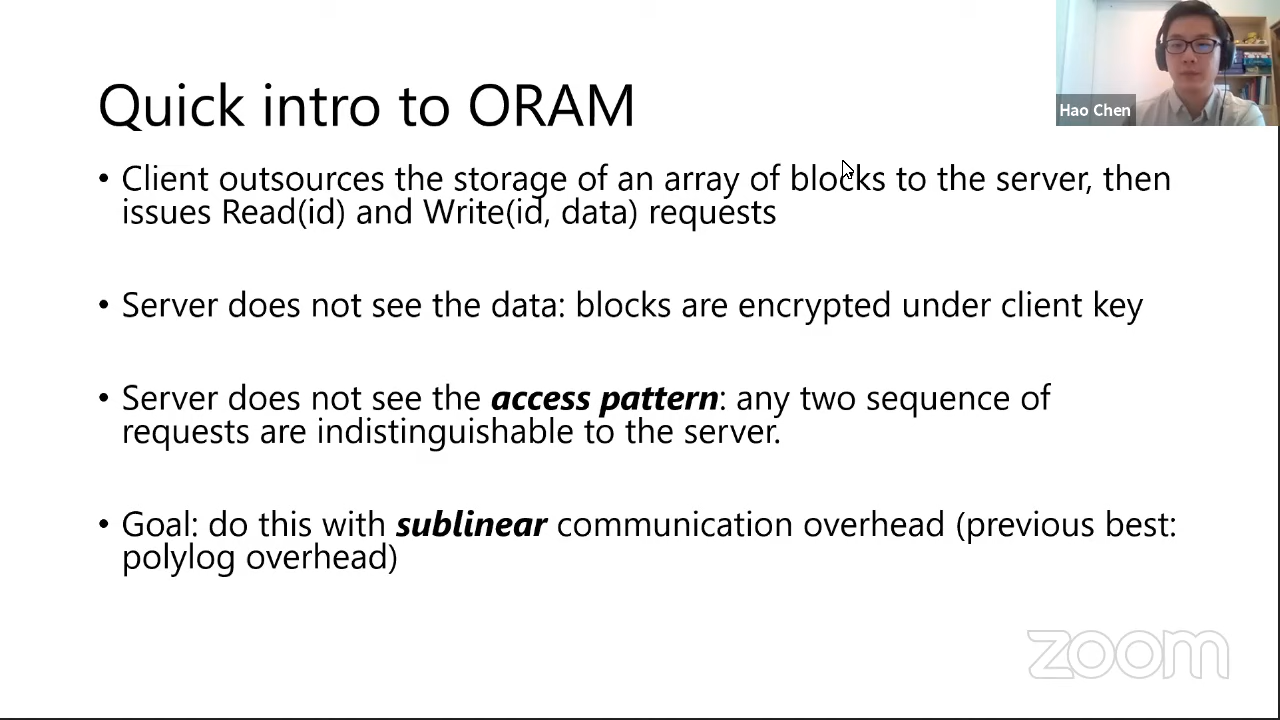 Hao Chen
Quick intro to ORAM
• Client outsources the storage of an array of blocks to the server, then
issues Read(id) and Write(id, data) requests
• Server does not see the data: blocks are encrypted under client key
• Server does not see the access pattern: any two sequence of
requests are indistinguishable to the server.
• Goal: do this with sublinear communication overhead (previous best:
polylog overhead)
zoom